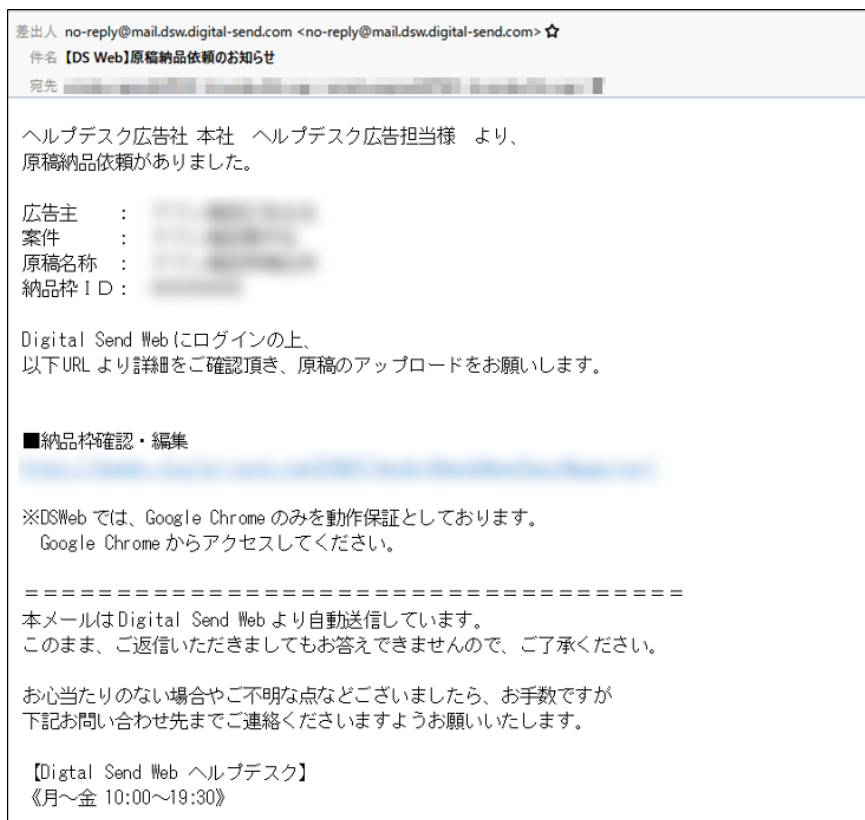 差出人 no-reply@mail.dsw.digital-send.com <no-reply@mail.dsw.digital-send.com> ☆
件名 【DS Web】原稿納品依頼のお知らせ
宛先
ヘルプデスク広告社 本社　ヘルプデスク広告担当様　より、
原稿納品依頼がありました。
広告主　　：
案件　　　：
原稿名称　：
納品枠ＩＤ：
Digital Send Webにログインの上、
以下URLより詳細をご確認頂き、原稿のアップロードをお願いします。
■納品枠確認・編集
※DSWebでは、Google Chromeのみを動作保証としております。
Google Chromeからアクセスしてください。
＝＝＝＝＝＝＝＝＝＝＝＝＝＝＝＝＝＝＝＝＝＝＝＝＝＝＝＝＝＝＝＝＝＝＝＝
本メールはDigital Send Webより自動送信しています。
このまま、ご返信いただきましてもお答えできませんので、ご了承ください。
お心当たりのない場合やご不明な点などございましたら、お手数ですが
下記お問い合わせ先までご連絡くださいますようお願いいたします。
【Digtal Send Web ヘルプデスク】
《月～金 10:00～19:30》